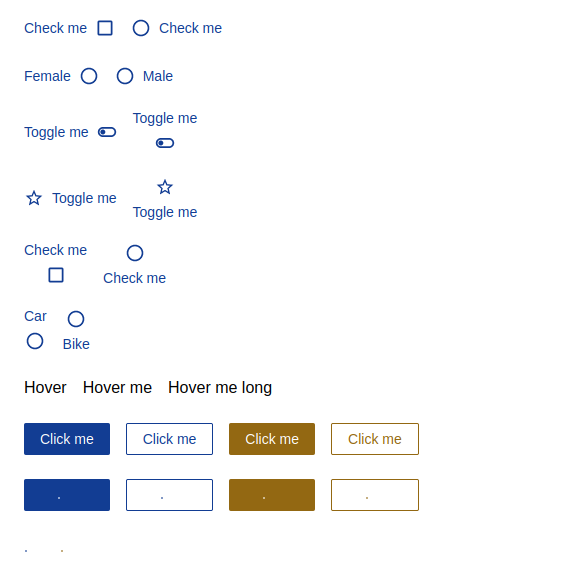 Check me Check me
Female Male
Toggle me Toggle me
Toggle me Toggle me
Check me Check me
Car Bike
Hover Hover me Hover me long
Click me Click me Click me Click me
. . . .
. .